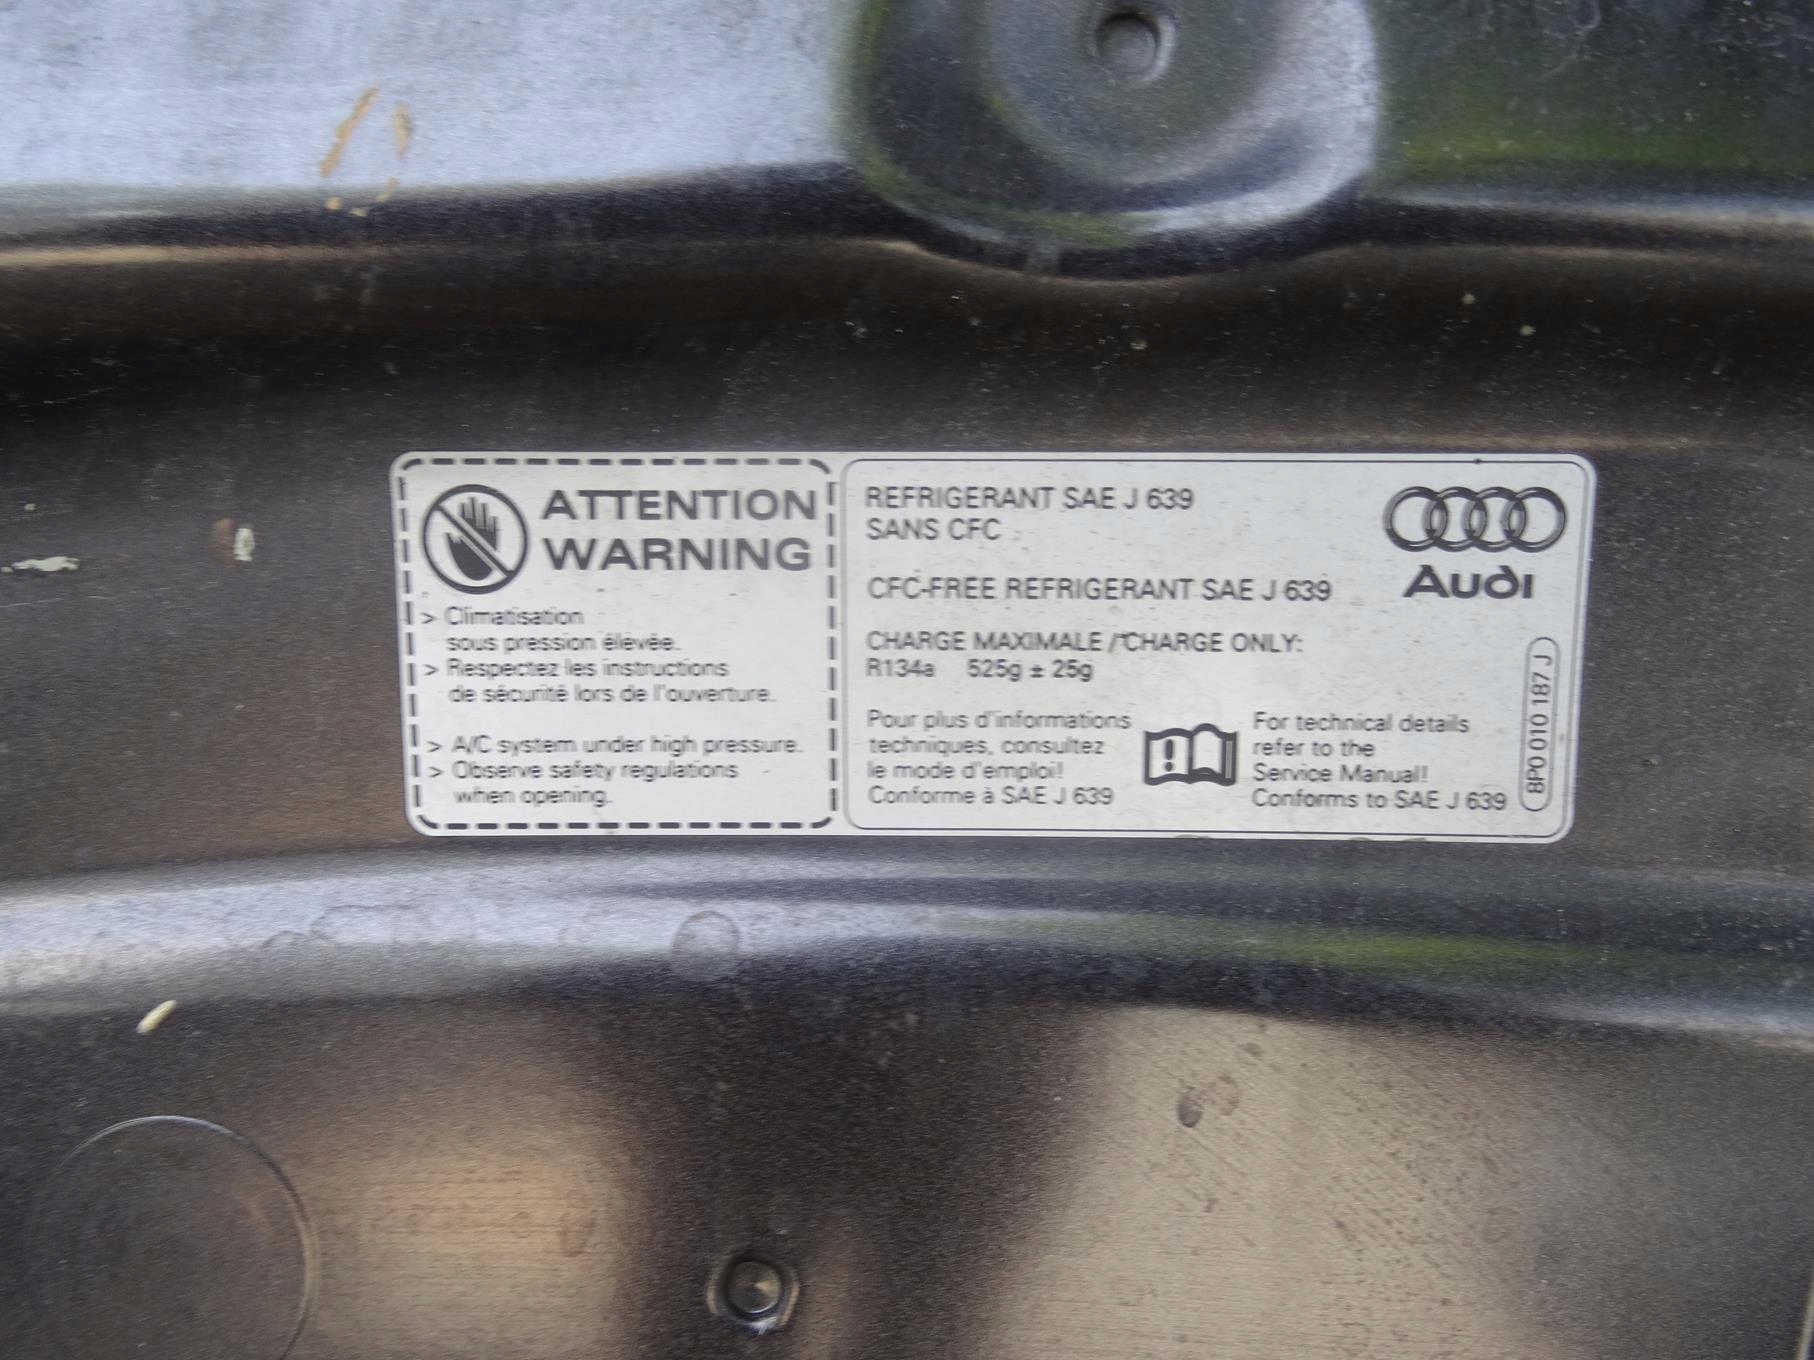 ATTENTION
WARNING
> Climatisation
sous pression élevée.
> Respectez les instructions
de sécurité lors de l'ouverture.
> A/C system under high pressure.
> Observe safety regulations
when opening.
REFRIGERANT SAE J 639
SANS CFC
CFC-FREE REFRIGERANT SAE J 639
CHARGE MAXIMALE / CHARGE ONLY:
R134a 525g ± 25g
Pour plus d'informations
techniques, consultez
le mode d'emploi!
Conforme à SAE J 639
For technical details
refer to the
Service Manual!
Conforms to SAE J 639
Audi
8P0 010 187 J